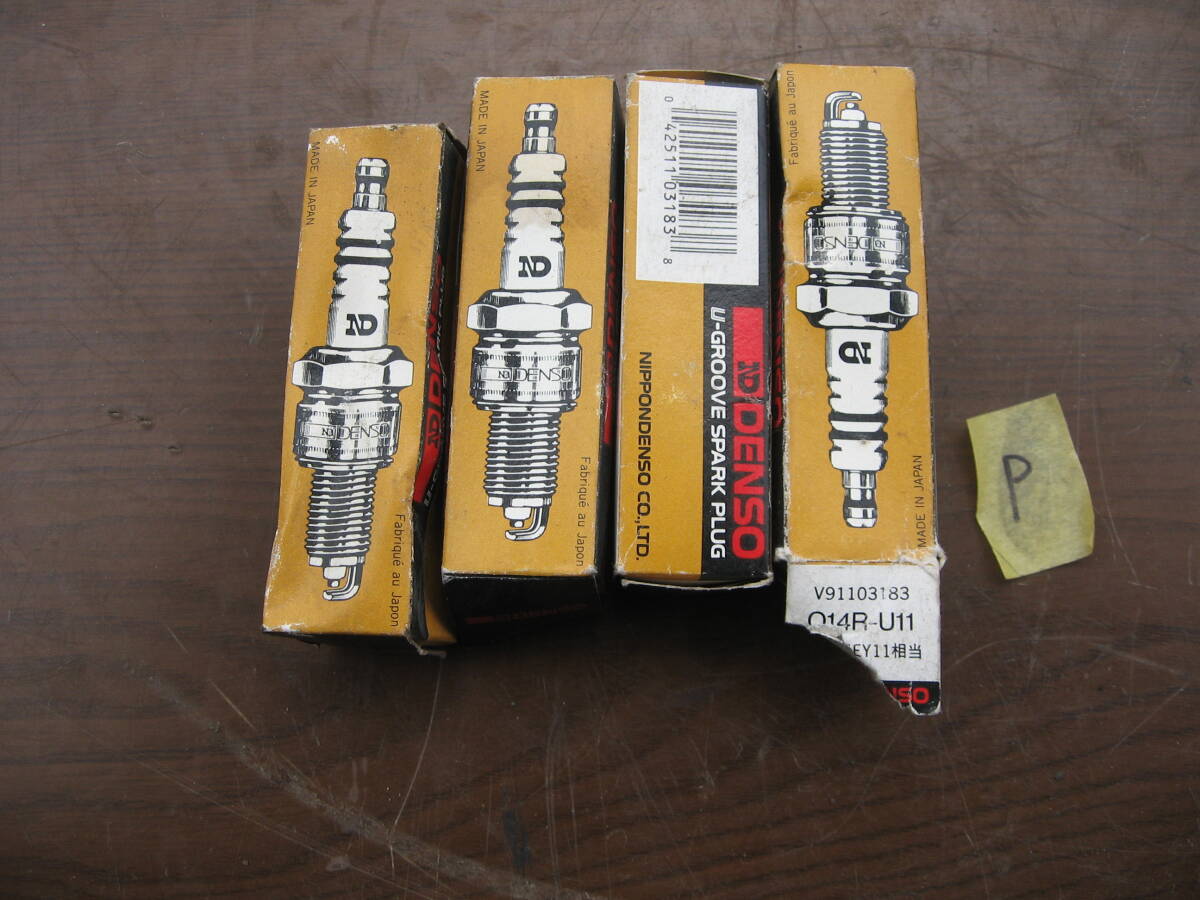 MADE IN JAPAN
ND
ND DENSO
Fabriqué au Japon
MADE IN JAPAN
ND
ND DENSO
Fabriqué au Japon
0 42511 03183 8
ND DENSO
U-GROOVE SPARK PLUG
NIPPONDENSO CO.,LTD.
Fabriqué au Japon
ND DENSO
ND
MADE IN JAPAN
V91103183
Q14R-U11
EY11相当
NSO
P